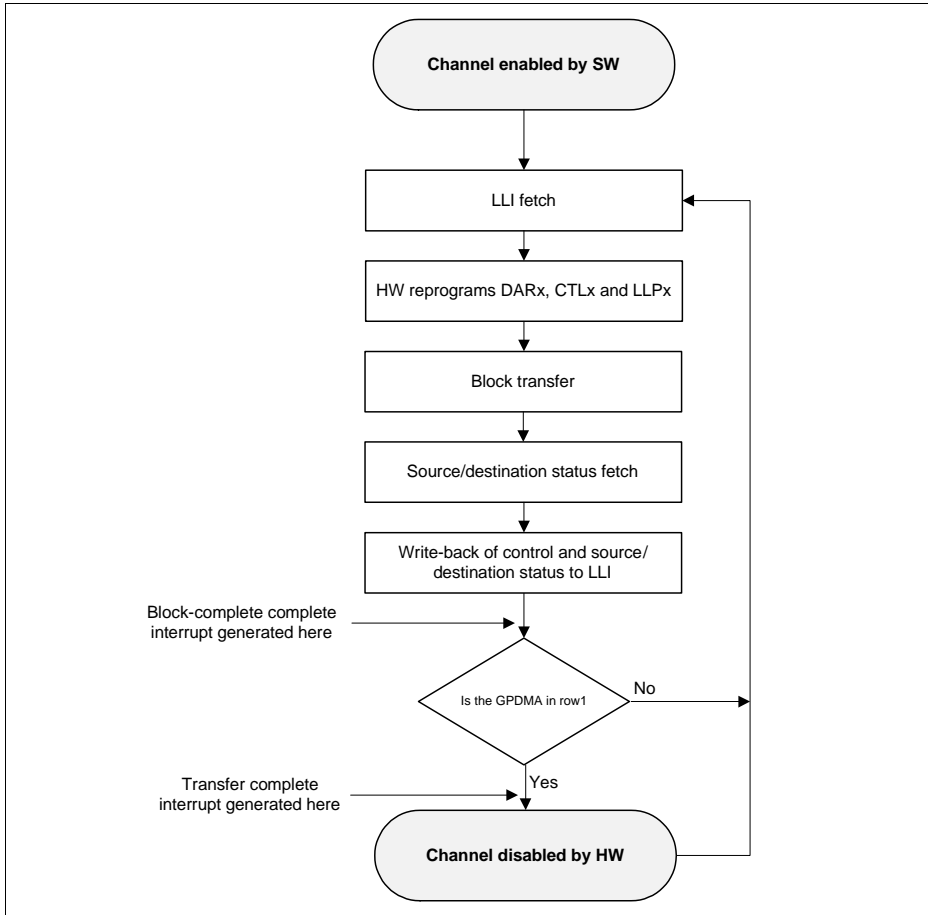 Channel enabled by SW
LLI fetch
HW reprograms DARx, CTLx and LLPx
Block transfer
Source/destination status fetch
Write-back of control and source/
destination status to LLI
Block-complete complete
interrupt generated here
Is the GPDMA in row1
No
Yes
Transfer complete
interrupt generated here
Channel disabled by HW